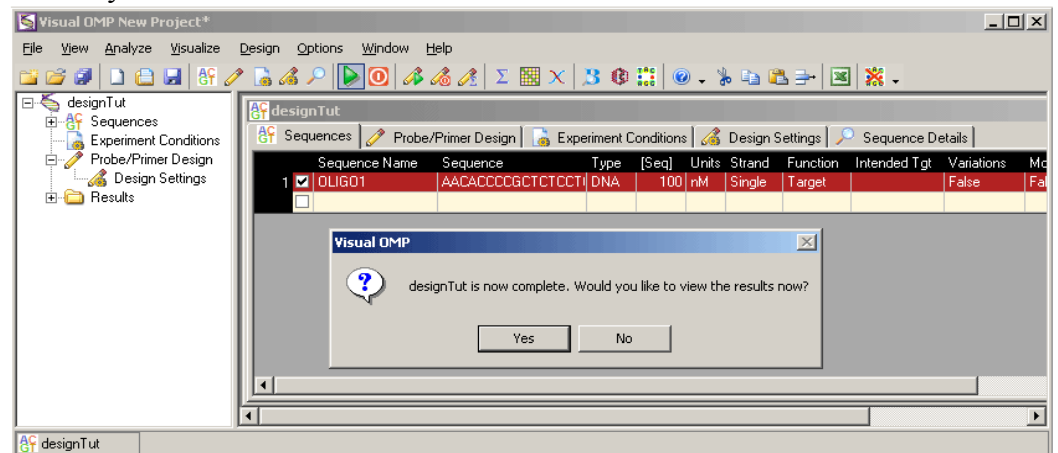 Visual OMP New Project*
File View Analyze Visualize Design Options Window Help
designTut
Sequences
Experiment Conditions
Probe/Primer Design
Design Settings
Results
designTut
Sequences Probe/Primer Design Experiment Conditions Design Settings Sequence Details
Sequence Name Sequence Type [Seq] Units Strand Function Intended Tgt Variations
1 OLIGO1 AACACCCCGCTCTCCT DNA 100 nM Single Target False
Visual OMP
designTut is now complete. Would you like to view the results now?
Yes No
designTut